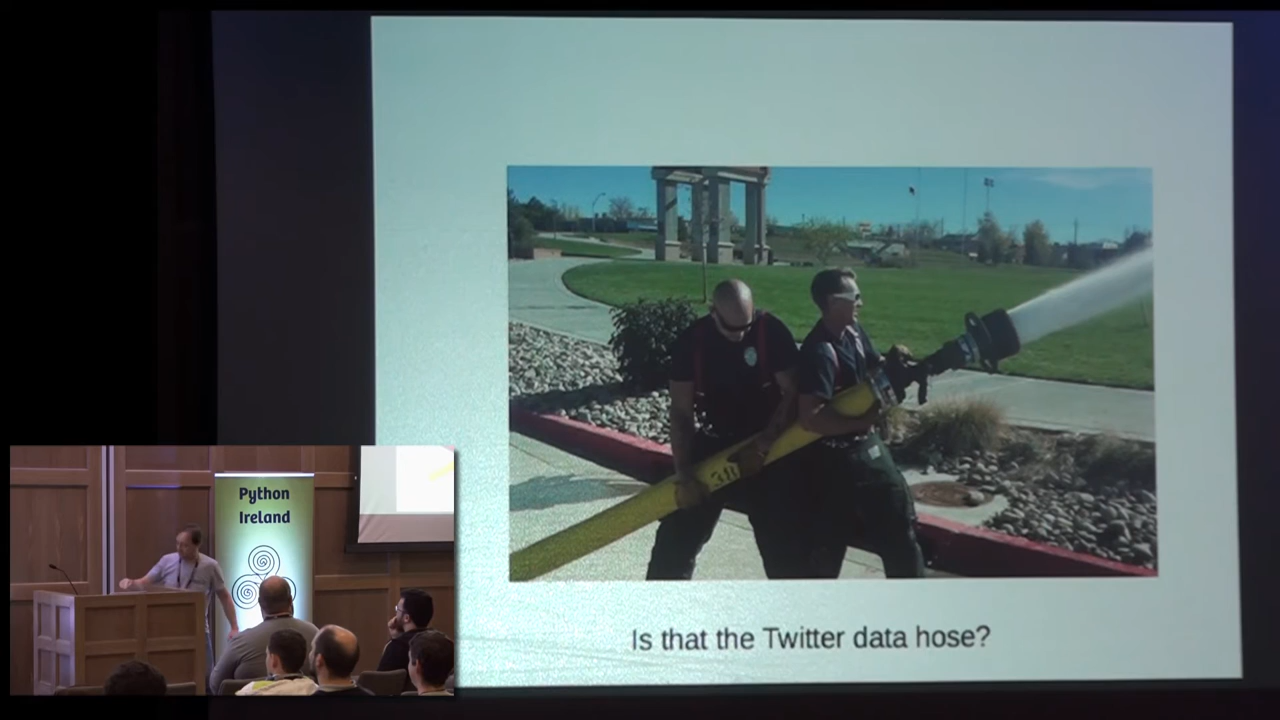 Is that the Twitter data hose?
Python
Ireland